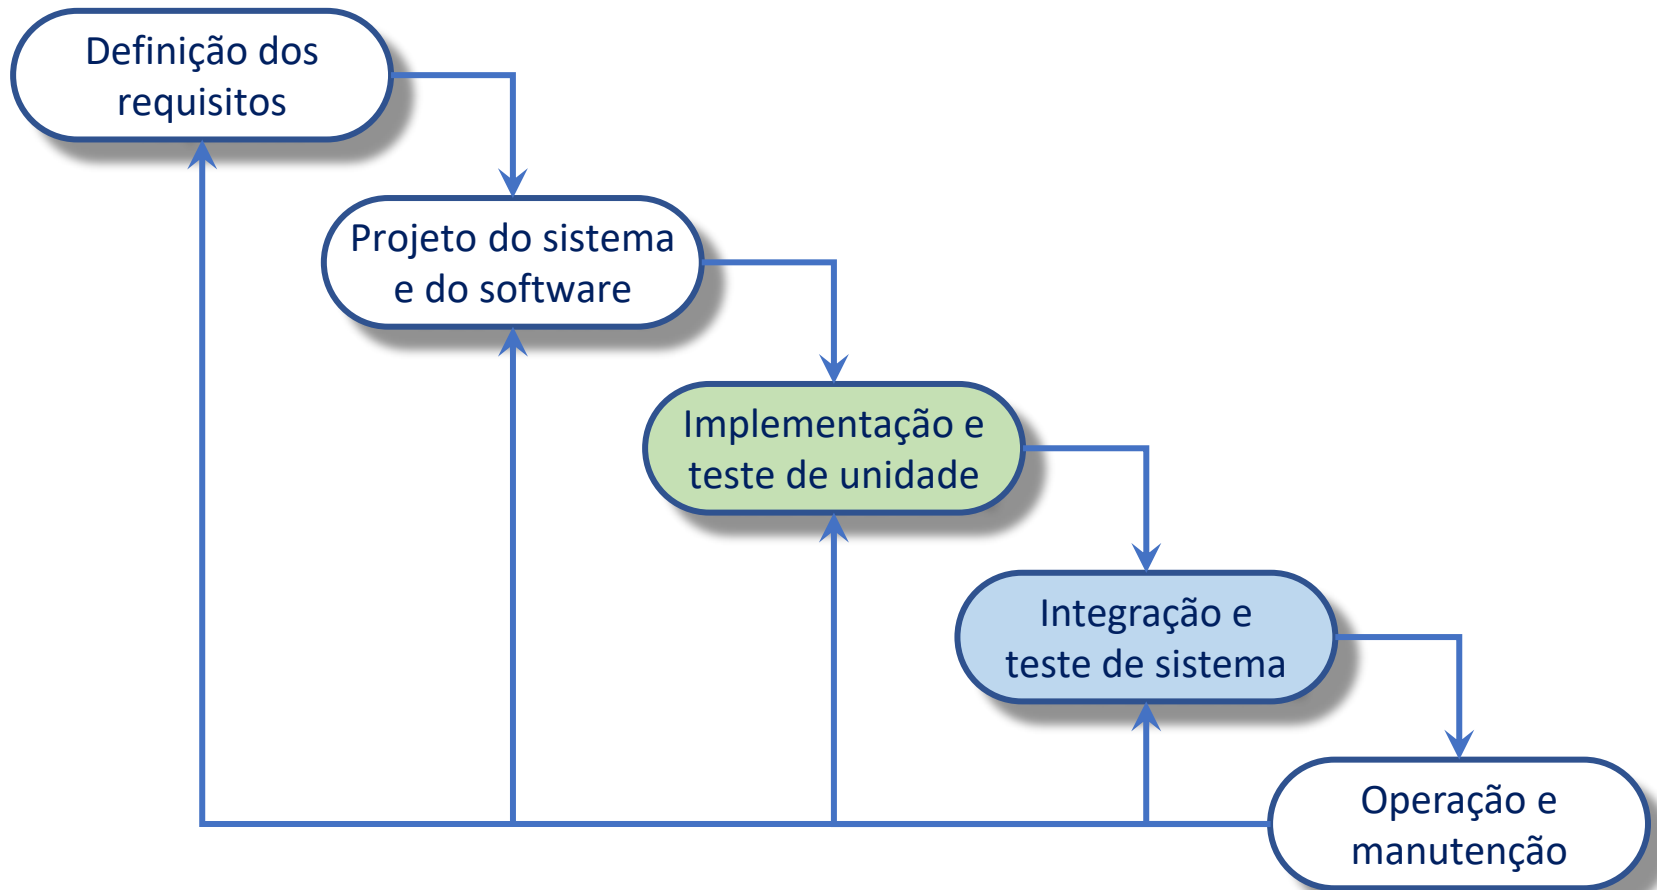 Definição dos
requisitos
Projeto do sistema
e do software
Implementação e
teste de unidade
Integração e
teste de sistema
Operação e
manutenção